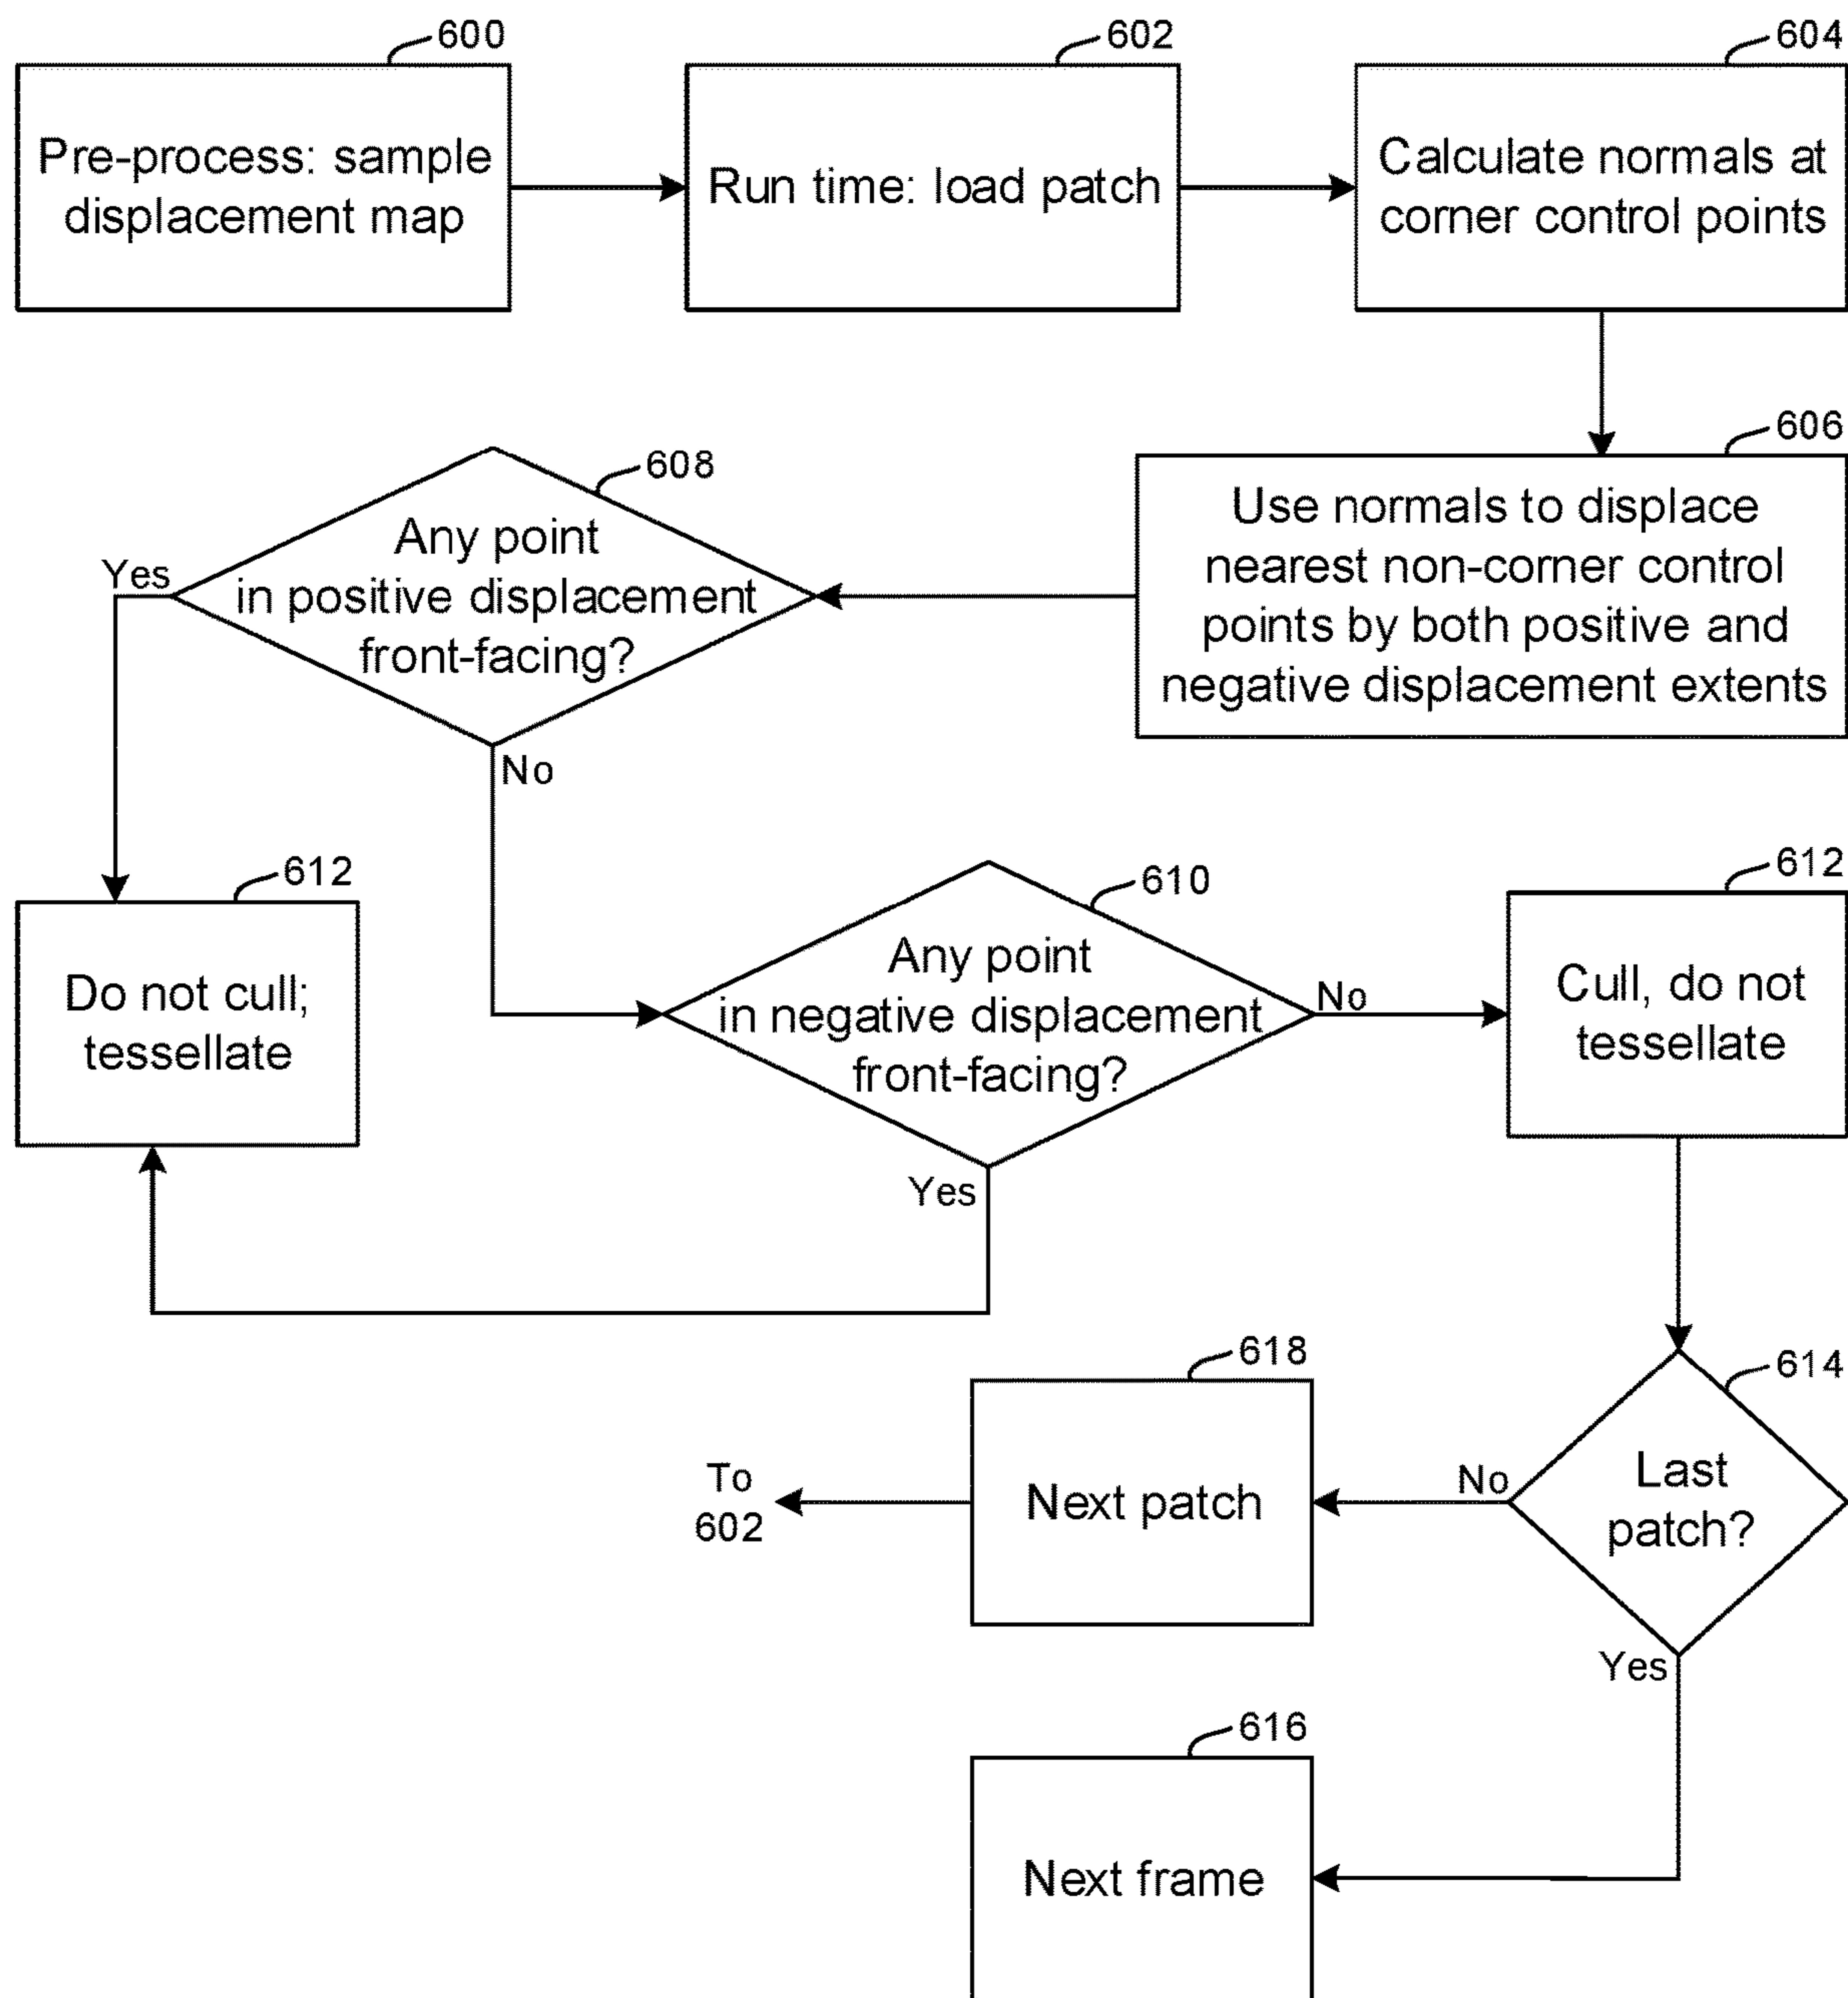 600
Pre-process: sample
displacement map
602
Run time: load patch
604
Calculate normals at
corner control points
606
Use normals to displace
nearest non-corner control
points by both positive and
negative displacement extents
608
Any point
in positive displacement
front-facing?
Yes
No
612
Do not cull;
tessellate
610
Any point
in negative displacement
front-facing?
No
Yes
612
Cull, do not
tessellate
614
Last
patch?
No
Yes
618
Next patch
To
602
616
Next frame